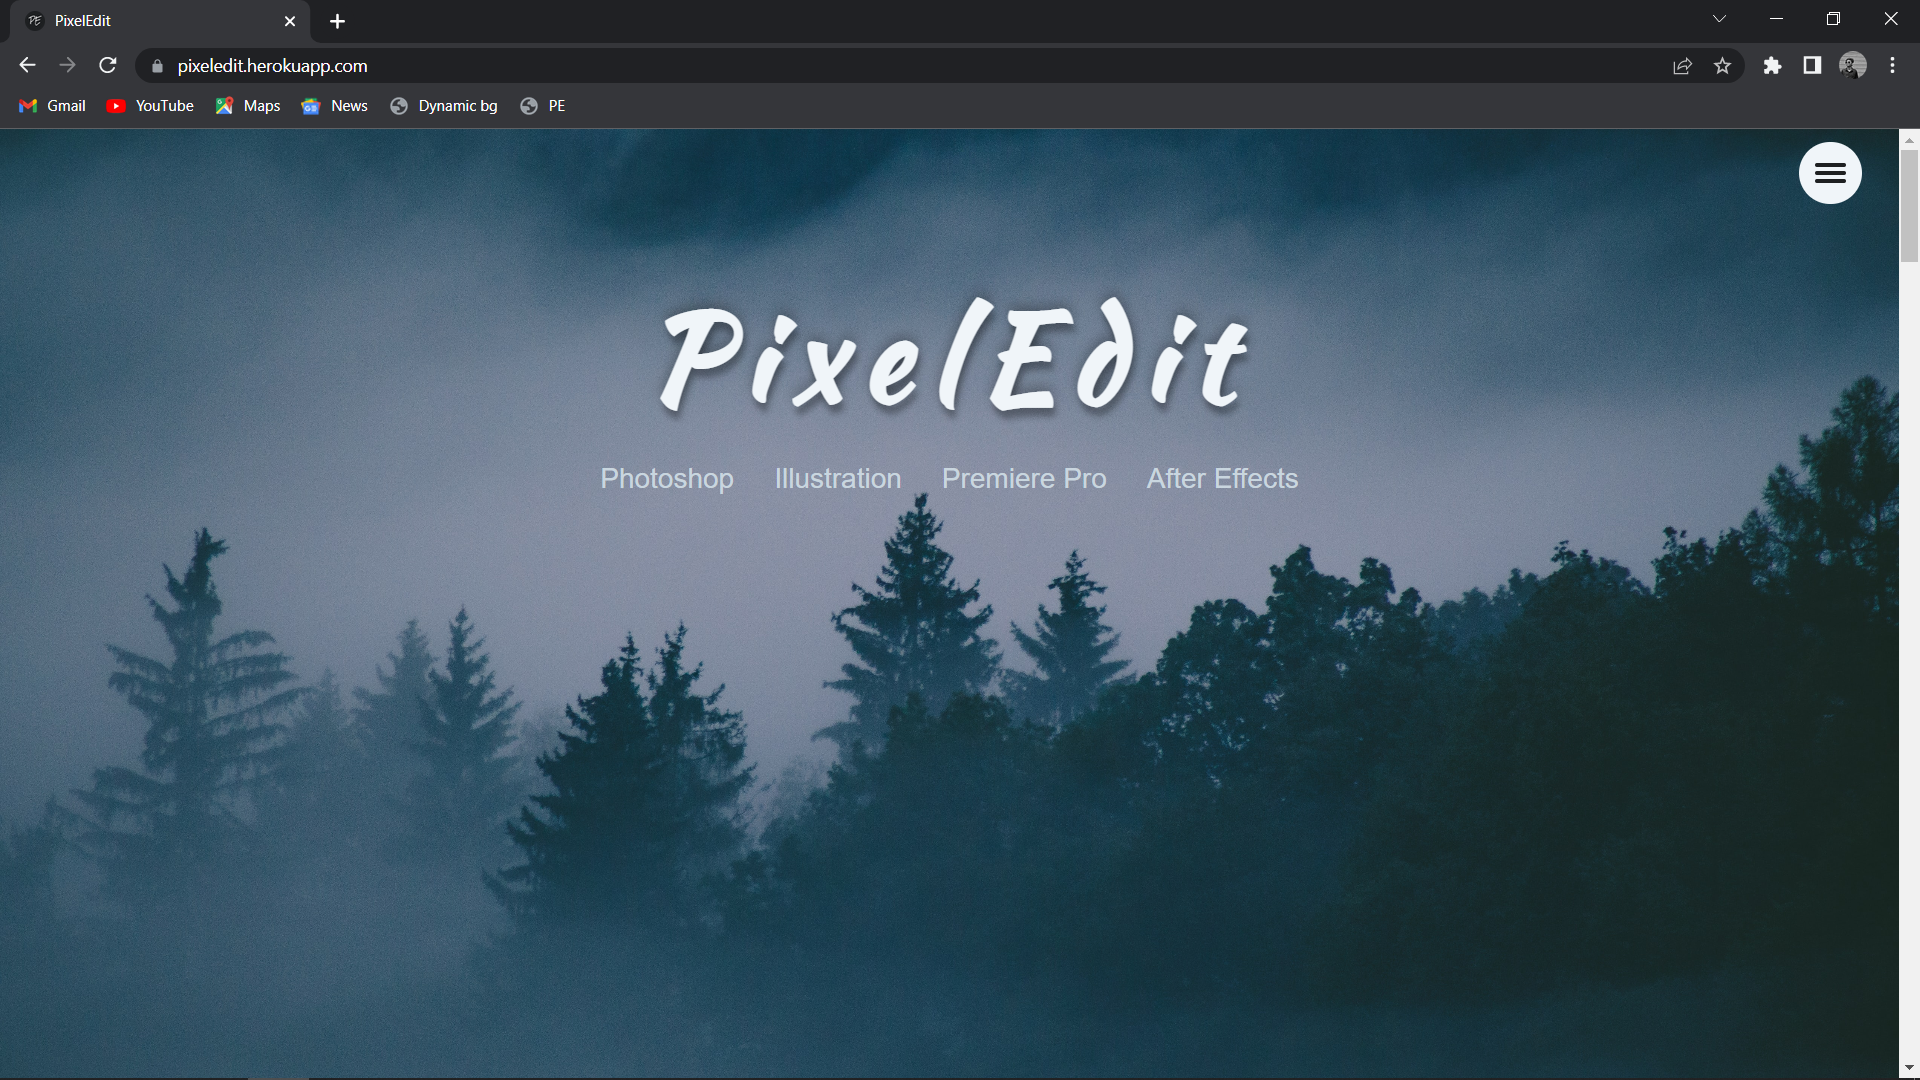 PixelEdit
pixeledit.herokuapp.com
Gmail YouTube Maps News Dynamic bg PE
PixelEdit
Photoshop Illustration Premiere Pro After Effects